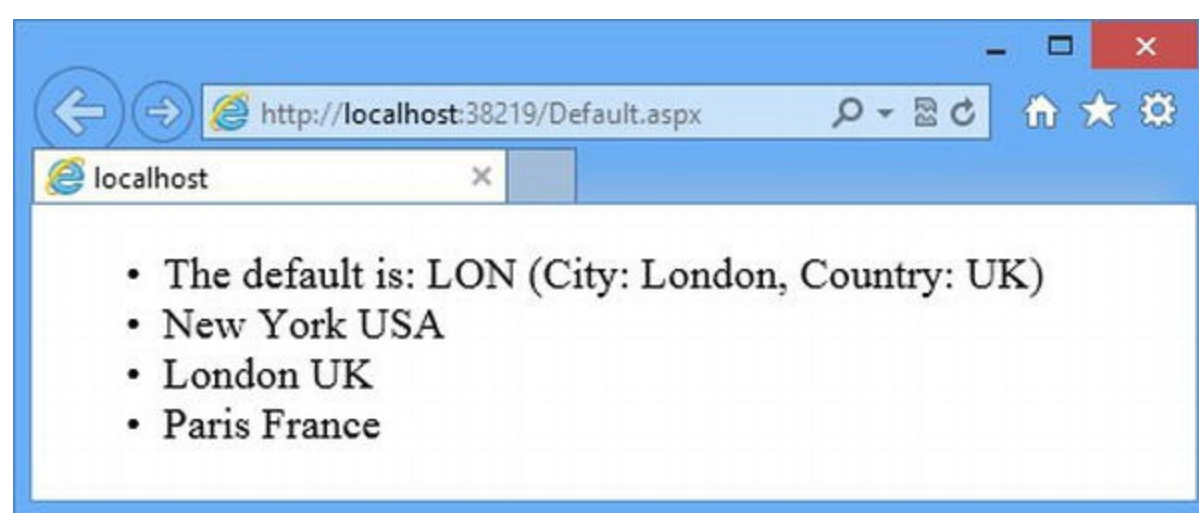 http://localhost:38219/Default.aspx
localhost
• The default is: LON (City: London, Country: UK)
• New York USA
• London UK
• Paris France